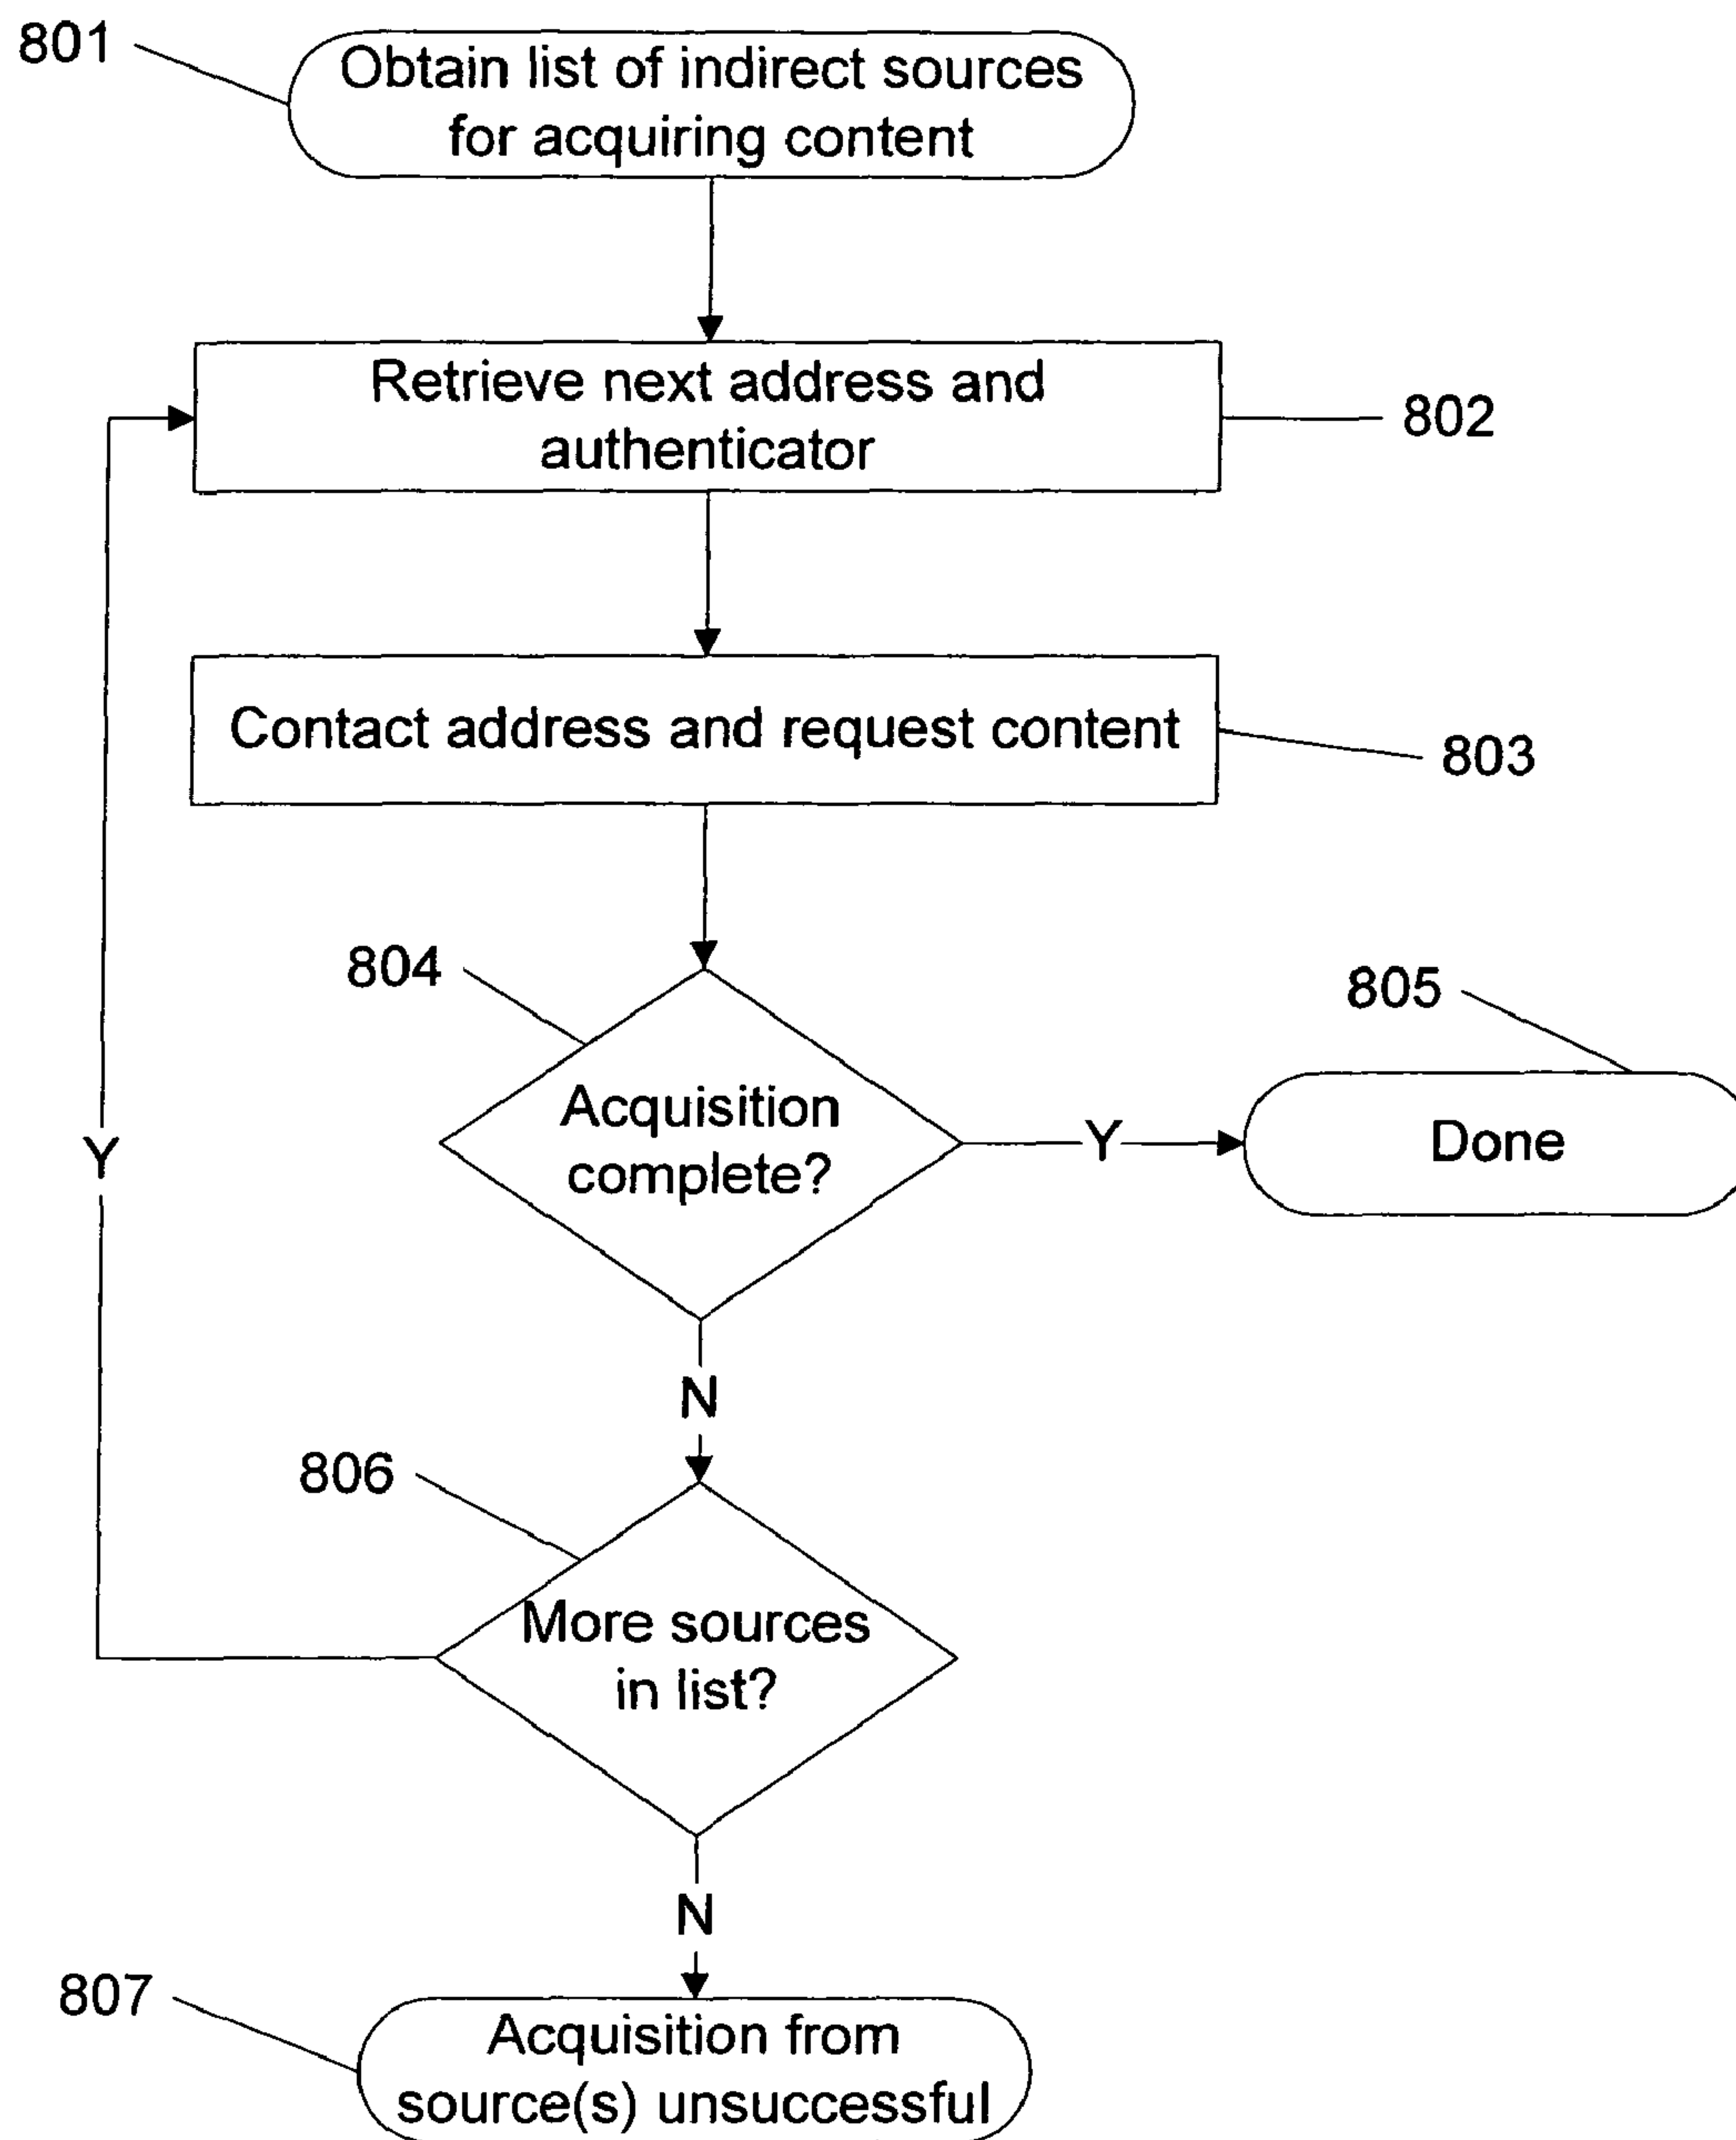 801
Obtain list of indirect sources
for acquiring content
Retrieve next address and
authenticator
802
Contact address and request content
803
804
805
Acquisition
complete?
Y
Done
Y
N
806
More sources
in list?
N
807
Acquisition from
source(s) unsuccessful